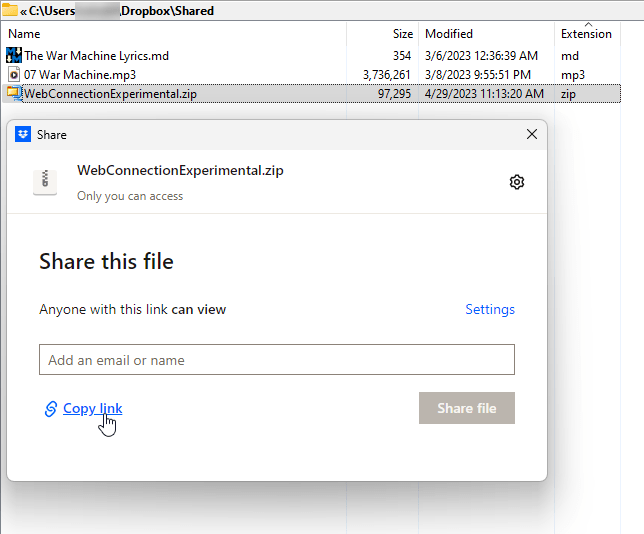 « C:\Users \Dropbox\Shared
Name Size Modified Extension
The War Machine Lyrics.md 354 3/6/2023 12:36:39 AM md
07 War Machine.mp3 3,736,261 3/8/2023 9:55:51 PM mp3
WebConnectionExperimental.zip 97,295 4/29/2023 11:13:20 AM zip
Share
WebConnectionExperimental.zip
Only you can access
Share this file
Anyone with this link can view Settings
Add an email or name
Copy link Share file